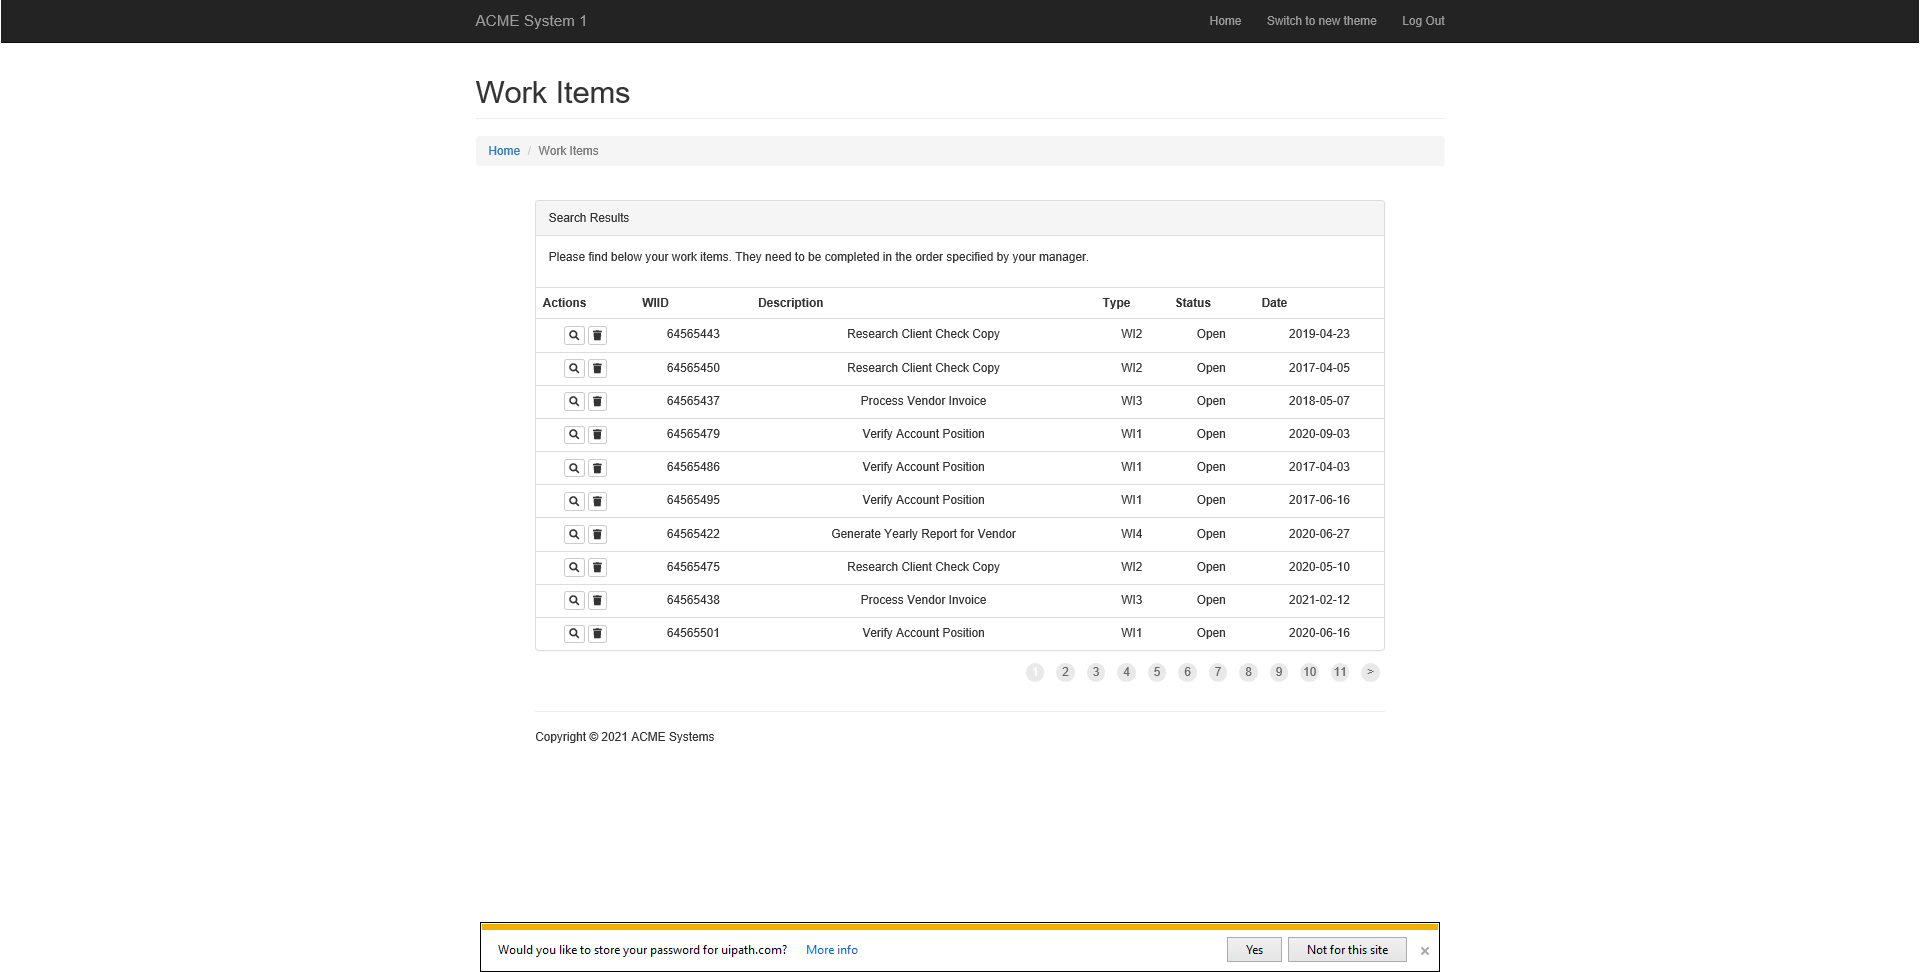 ACME System 1 Home Switch to new theme Log Out
Work Items
Home / Work Items
Search Results
Please find below your work items. They need to be completed in the order specified by your manager.
Actions WIID Description Type Status Date
64565443 Research Client Check Copy WI2 Open 2019-04-23
64565450 Research Client Check Copy WI2 Open 2017-04-05
64565437 Process Vendor Invoice WI3 Open 2018-05-07
64565479 Verify Account Position WI1 Open 2020-09-03
64565486 Verify Account Position WI1 Open 2017-04-03
64565495 Verify Account Position WI1 Open 2017-06-16
64565422 Generate Yearly Report for Vendor WI4 Open 2020-06-27
64565475 Research Client Check Copy WI2 Open 2020-05-10
64565438 Process Vendor Invoice WI3 Open 2021-02-12
64565501 Verify Account Position WI1 Open 2020-06-16
1 2 3 4 5 6 7 8 9 10 11 >
Copyright © 2021 ACME Systems
Would you like to store your password for uipath.com? More info Yes Not for this site ×